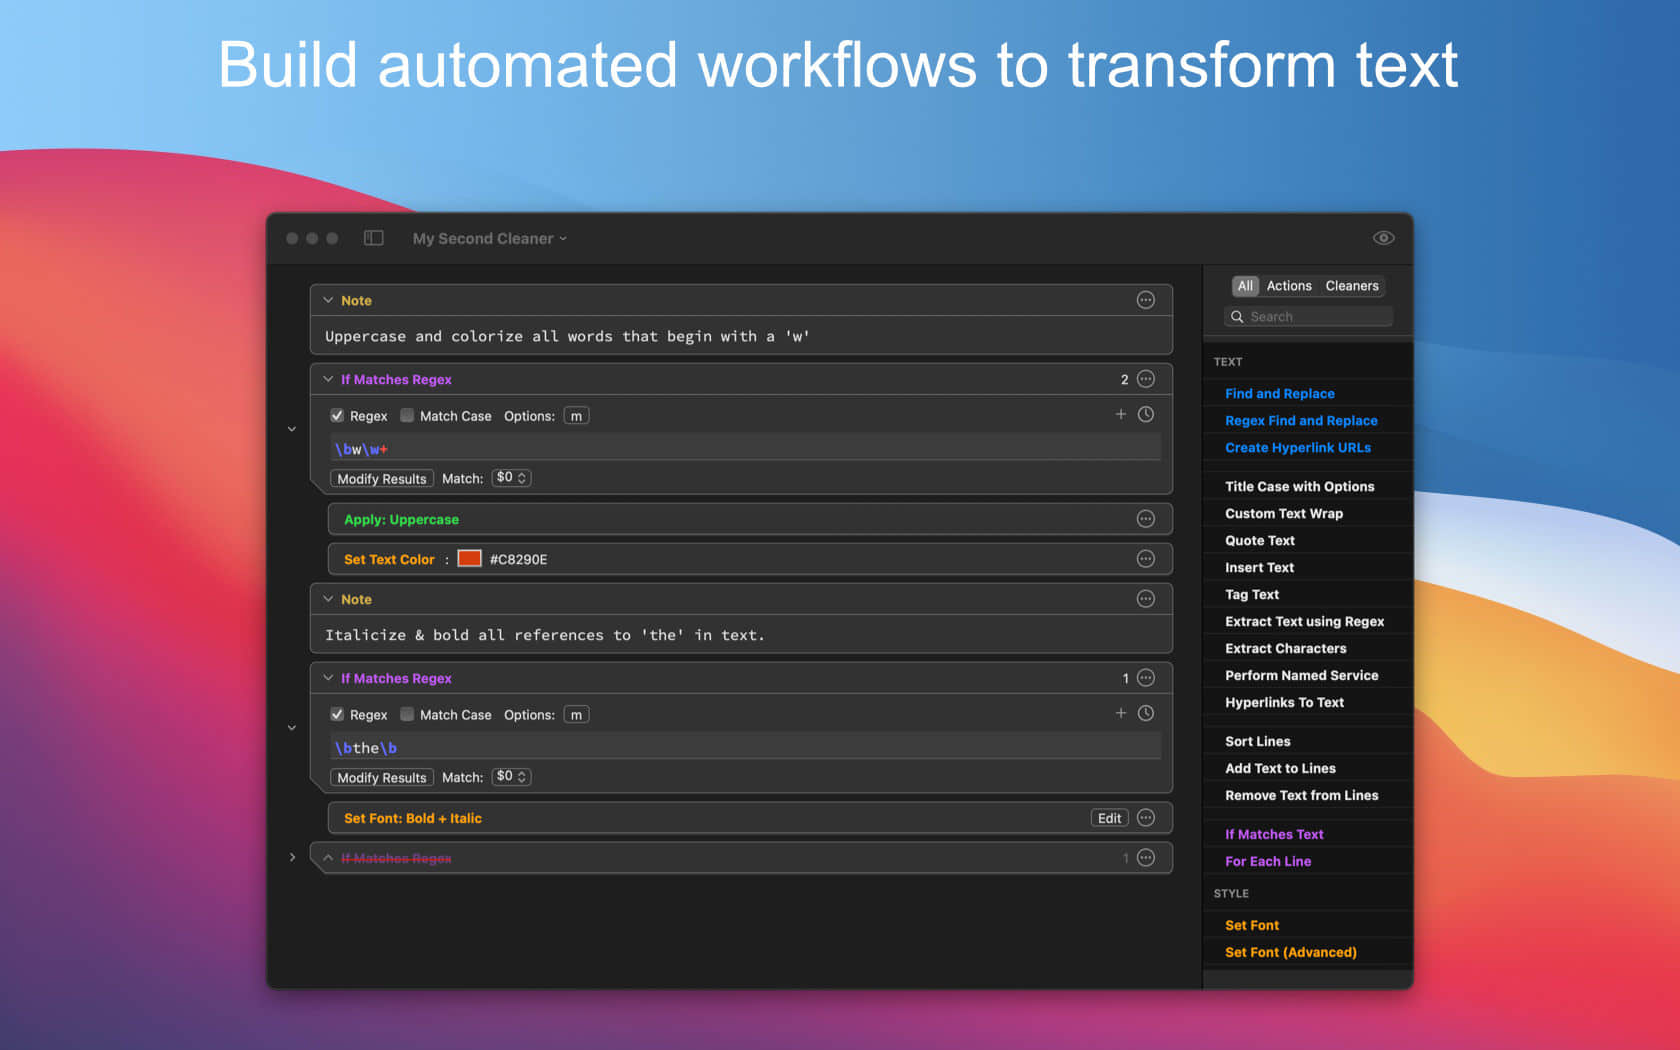 Build automated workflows to transform text
My Second Cleaner
Note
Uppercase and colorize all words that begin with a 'w'
If Matches Regex 2
Regex Match Case Options: m
\bw\w+
Modify Results Match: $0
Apply: Uppercase
Set Text Color : #C8290E
Note
Italicize & bold all references to 'the' in text.
If Matches Regex 1
Regex Match Case Options: m
\bthe\b
Modify Results Match: $0
Set Font: Bold + Italic Edit
If Matches Regex 1
All Actions Cleaners
Search
TEXT
Find and Replace
Regex Find and Replace
Create Hyperlink URLs
Title Case with Options
Custom Text Wrap
Quote Text
Insert Text
Tag Text
Extract Text using Regex
Extract Characters
Perform Named Service
Hyperlinks To Text
Sort Lines
Add Text to Lines
Remove Text from Lines
If Matches Text
For Each Line
STYLE
Set Font
Set Font (Advanced)